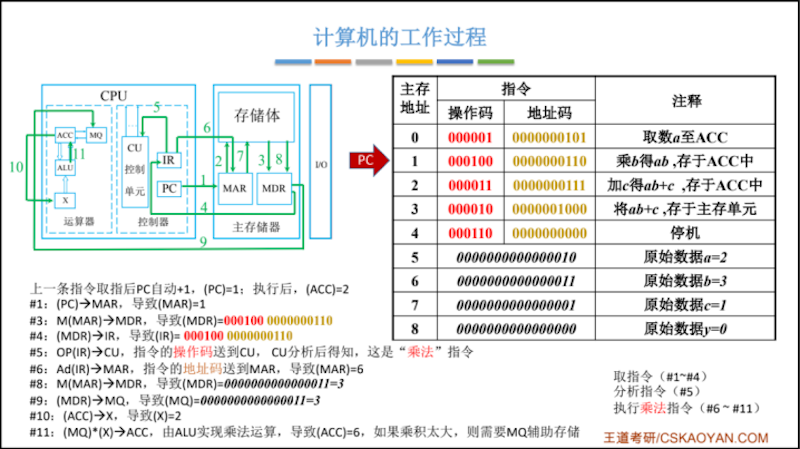 计算机的工作过程
CPU
ACC
MQ
ALU
X
运算器
CU
控制
单元
IR
PC
控制器
存储体
MAR
MDR
主存储器
I/O
1
2
3
4
5
6
7
8
9
10
11
PC
主存地址 指令 注释
操作码 地址码
0 000001 0000000101 取数a至ACC
1 000100 0000000110 乘b得ab ,存于ACC中
2 000011 0000000111 加c得ab+c ,存于ACC中
3 000010 0000001000 将ab+c ,存于主存单元
4 000110 0000000000 停机
5 0000000000000010 原始数据a=2
6 0000000000000011 原始数据b=3
7 0000000000000001 原始数据c=1
8 0000000000000000 原始数据y=0
上一条指令取指后PC自动+1，(PC)=1；执行后，(ACC)=2
#1：(PC)→MAR，导致(MAR)=1
#3：M(MAR)→MDR，导致(MDR)=000100 0000000110
#4：(MDR)→IR，导致(IR)= 000100 0000000110
#5：OP(IR)→CU，指令的操作码送到CU，CU分析后得知，这是“乘法”指令
#6：Ad(IR)→MAR，指令的地址码送到MAR，导致(MAR)=6
#8：M(MAR)→MDR，导致(MDR)=0000000000000011=3
#9：(MDR)→MQ，导致(MQ)=0000000000000011=3
#10：(ACC)→X，导致(X)=2
#11：(MQ)*(X)→ACC，由ALU实现乘法运算，导致(ACC)=6，如果乘积太大，则需要MQ辅助存储
取指令（#1~#4）
分析指令（#5）
执行乘法指令（#6 ~ #11）
王道考研/CSKAOYAN.COM